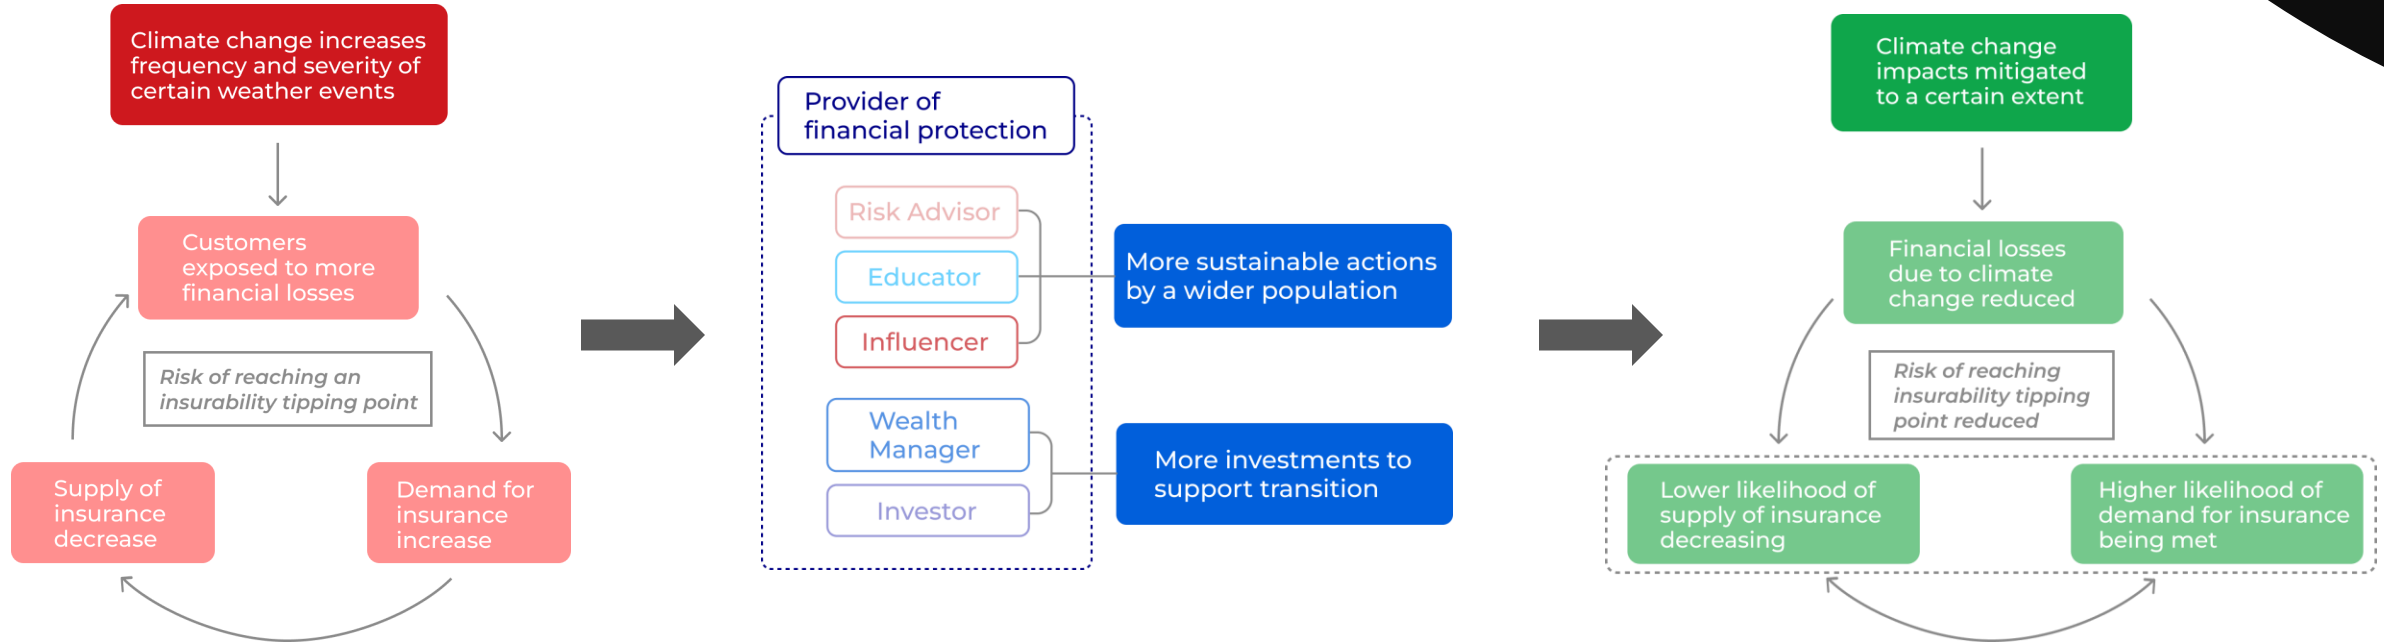 Climate change increases
frequency and severity of
certain weather events
Customers
exposed to more
financial losses
Risk of reaching an
insurability tipping point
Supply of
insurance
decrease
Demand for
insurance
increase
Provider of
financial protection
Risk Advisor
Educator
Influencer
Wealth
Manager
Investor
More sustainable actions
by a wider population
More investments to
support transition
Climate change
impacts mitigated
to a certain extent
Financial losses
due to climate
change reduced
Risk of reaching
insurability tipping
point reduced
Lower likelihood of
supply of insurance
decreasing
Higher likelihood of
demand for insurance
being met